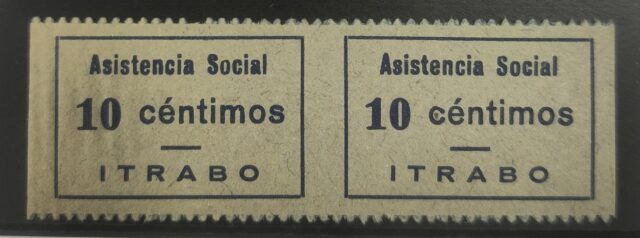 Asistencia Social
10 céntimos
ITRABO
Asistencia Social
10 céntimos
ITRABO